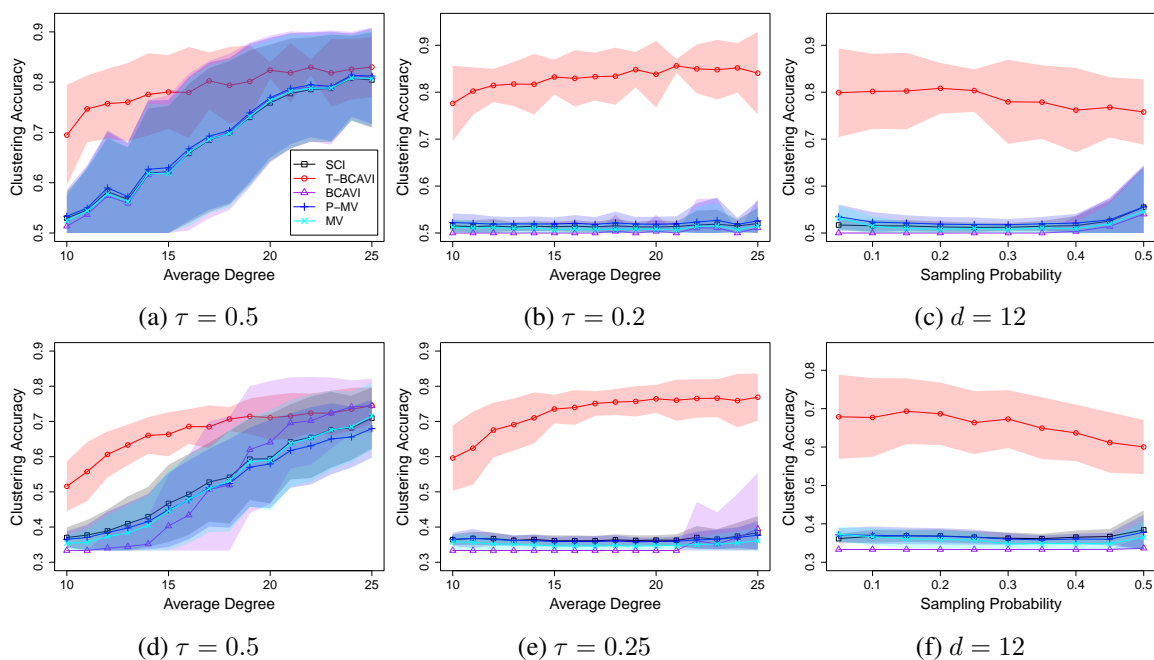 Clustering Accuracy
0.5 0.6 0.7 0.8 0.9
SCI
T−BCAVI
BCAVI
P−MV
MV
10 15 20 25
Average Degree
(a) τ = 0.5
Clustering Accuracy
0.5 0.6 0.7 0.8 0.9
10 15 20 25
Average Degree
(b) τ = 0.2
Clustering Accuracy
0.5 0.6 0.7 0.8 0.9
0.1 0.2 0.3 0.4 0.5
Sampling Probability
(c) d = 12
Clustering Accuracy
0.3 0.4 0.5 0.6 0.7 0.8 0.9
10 15 20 25
Average Degree
(d) τ = 0.5
Clustering Accuracy
0.3 0.4 0.5 0.6 0.7 0.8 0.9
10 15 20 25
Average Degree
(e) τ = 0.25
Clustering Accuracy
0.3 0.4 0.5 0.6 0.7 0.8 0.9
0.1 0.2 0.3 0.4 0.5
Sampling Probability
(f) d = 12